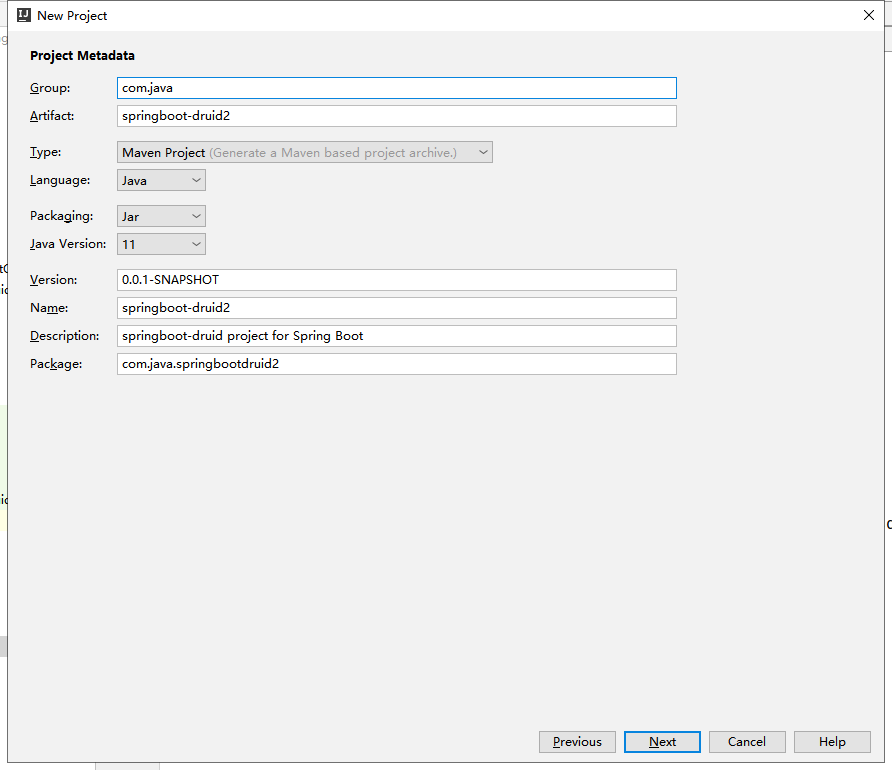 New Project
Project Metadata
Group: com.java
Artifact: springboot-druid2
Type: Maven Project (Generate a Maven based project archive.)
Language: Java
Packaging: Jar
Java Version: 11
Version: 0.0.1-SNAPSHOT
Name: springboot-druid2
Description: springboot-druid project for Spring Boot
Package: com.java.springbootdruid2
Previous Next Cancel Help